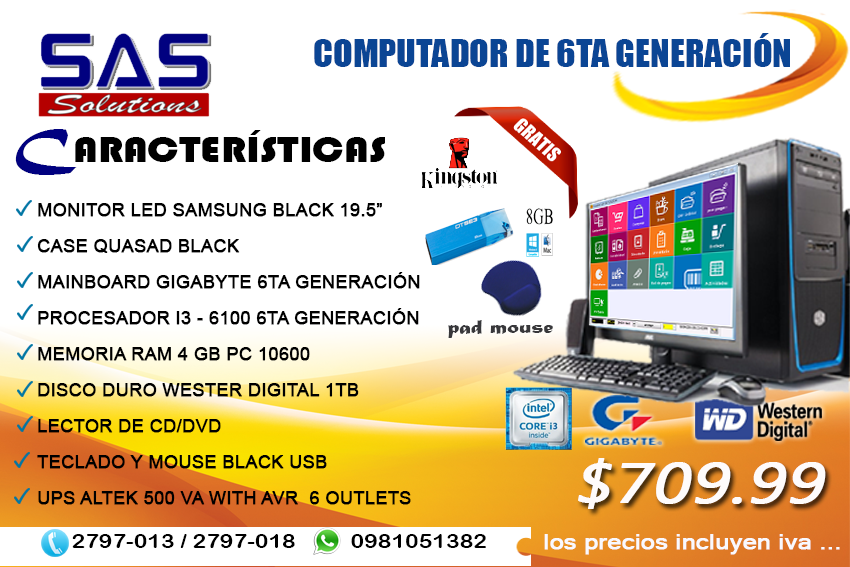 SAS
Solutions
COMPUTADOR DE 6TA GENERACIÓN
CARACTERÍSTICAS
GRATIS
Kingston
8GB
pad mouse
MONITOR LED SAMSUNG BLACK 19.5”
CASE QUASAD BLACK
MAINBOARD GIGABYTE 6TA GENERACIÓN
PROCESADOR I3 - 6100 6TA GENERACIÓN
MEMORIA RAM 4 GB PC 10600
DISCO DURO WESTER DIGITAL 1TB
LECTOR DE CD/DVD
TECLADO Y MOUSE BLACK USB
UPS ALTEK 500 VA WITH AVR 6 OUTLETS
intel
CORE i3
inside
GIGABYTE
WD
Western
Digital®
$709.99
2797-013 / 2797-018
0981051382
los precios incluyen iva ...